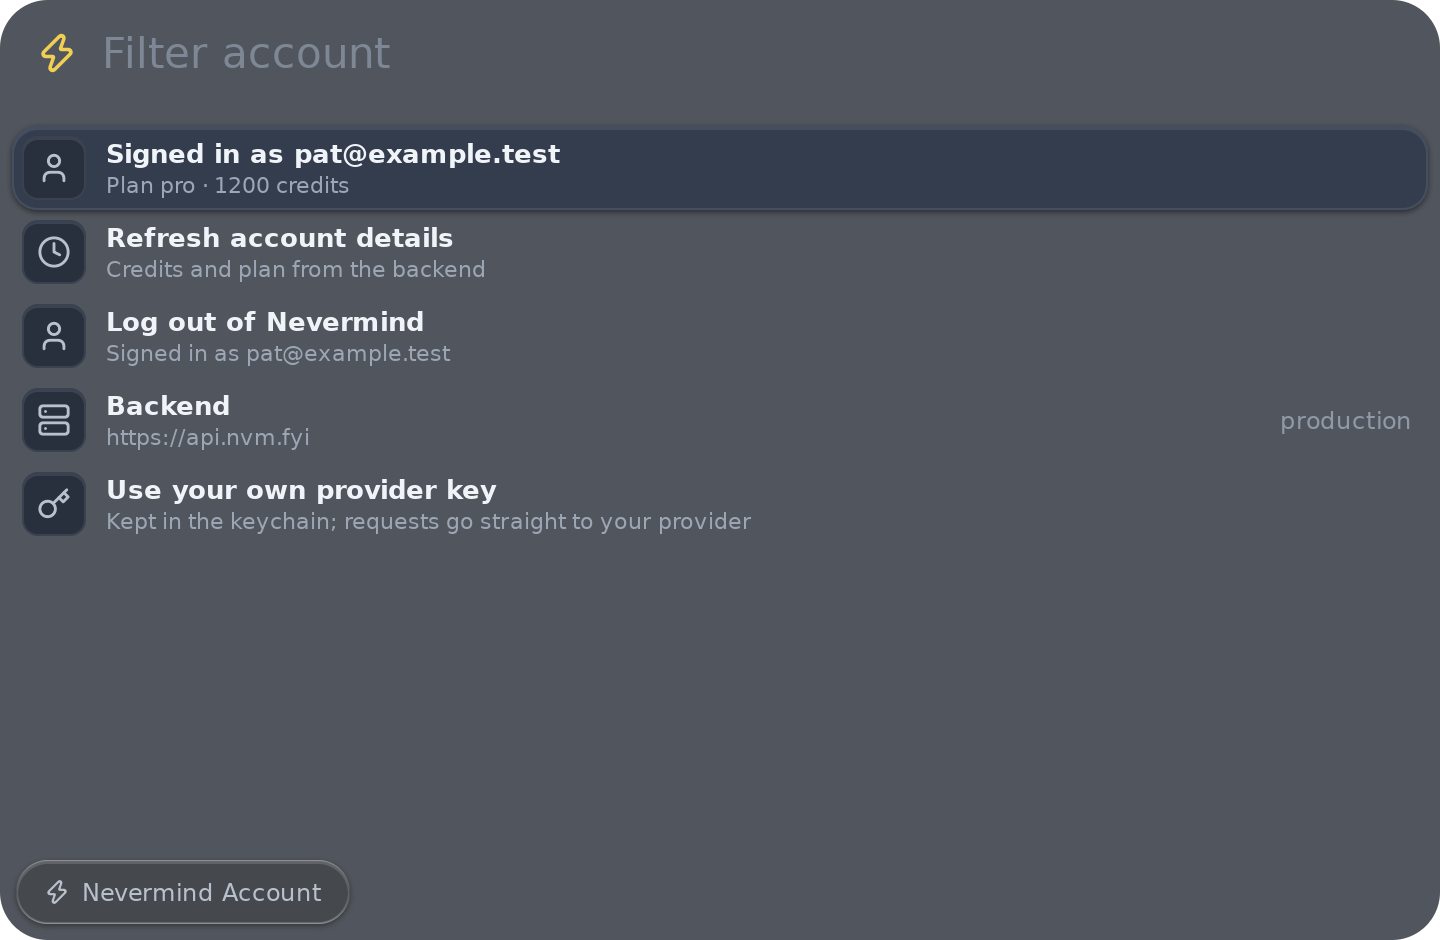 Filter account
Signed in as pat@example.test
Plan pro · 1200 credits
Refresh account details
Credits and plan from the backend
Log out of Nevermind
Signed in as pat@example.test
Backend
https://api.nvm.fyi
production
Use your own provider key
Kept in the keychain; requests go straight to your provider
Nevermind Account